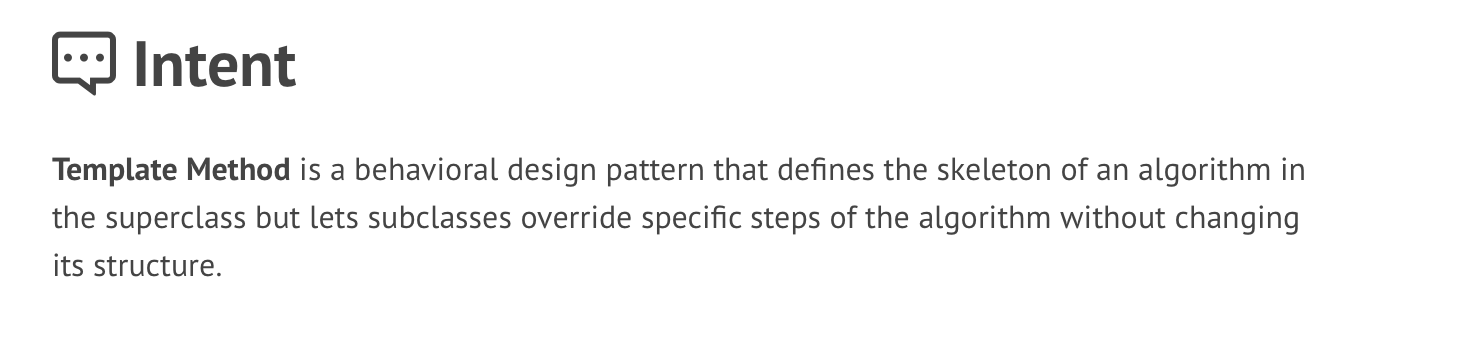 Intent
Template Method is a behavioral design pattern that defines the skeleton of an algorithm in
the superclass but lets subclasses override specific steps of the algorithm without changing
its structure.